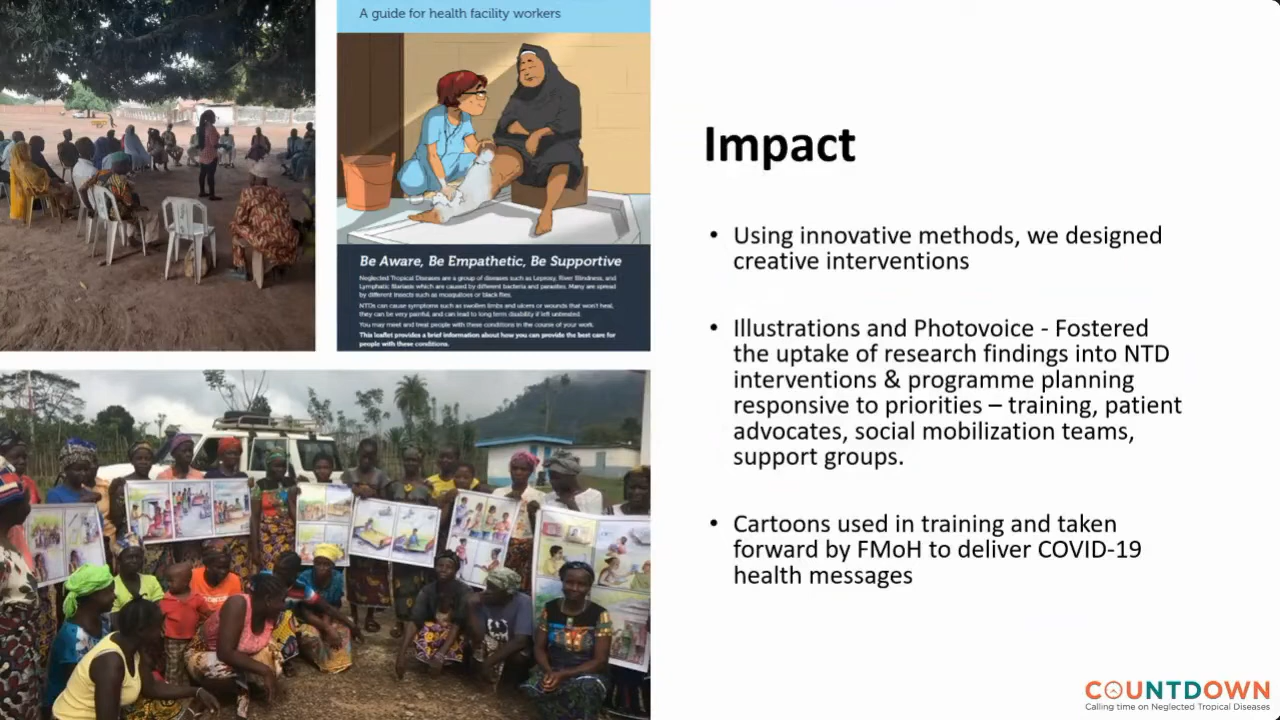 A guide for health facility workers
Be Aware, Be Empathetic, Be Supportive
Neglected Tropical Diseases are a group of diseases such as Leprosy, River Blindness, and
Lymphatic filariasis which are caused by different bacteria and parasites. Many are spread
by different insects such as mosquitoes or black flies.
NTDs can cause symptoms such as swollen limbs and ulcers or wounds that won't heal,
they can be very painful, and can lead to long term disability if left untreated.
You may meet and treat people with these conditions in the course of your work.
This leaflet provides a brief information about how you can provide the best care for
people with these conditions.
Impact
• Using innovative methods, we designed
creative interventions
• Illustrations and Photovoice - Fostered
the uptake of research findings into NTD
interventions & programme planning
responsive to priorities – training, patient
advocates, social mobilization teams,
support groups.
• Cartoons used in training and taken
forward by FMoH to deliver COVID-19
health messages
COUNTDOWN
Calling time on Neglected Tropical Diseases